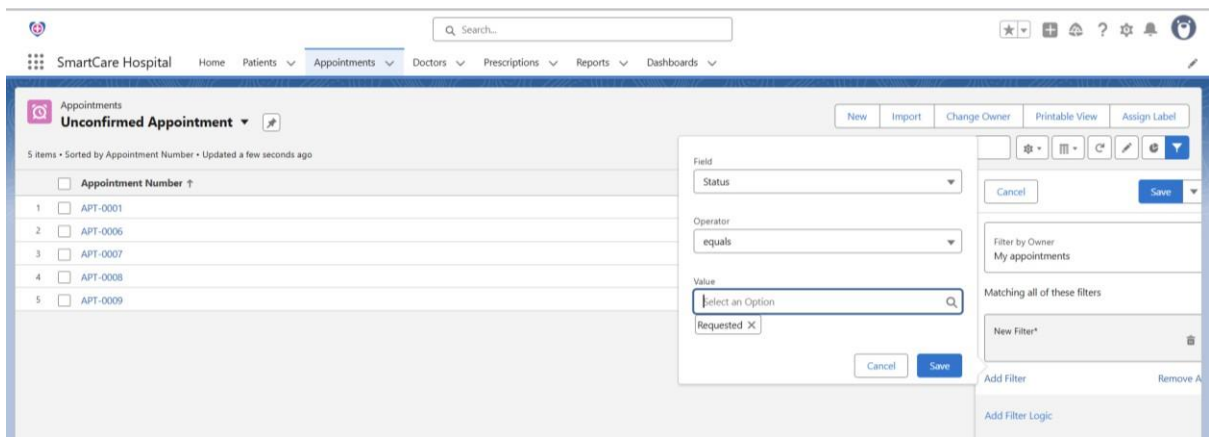 Search...
SmartCare Hospital Home Patients Appointments Doctors Prescriptions Reports Dashboards
Appointments
Unconfirmed Appointment
New Import Change Owner Printable View Assign Label
5 items • Sorted by Appointment Number • Updated a few seconds ago
Appointment Number ↑
1 APT-0001
2 APT-0006
3 APT-0007
4 APT-0008
5 APT-0009
Field
Status
Operator
equals
Value
Select an Option
Requested
Cancel Save
Cancel Save
Filter by Owner
My appointments
Matching all of these filters
New Filter*
Add Filter Remove A
Add Filter Logic